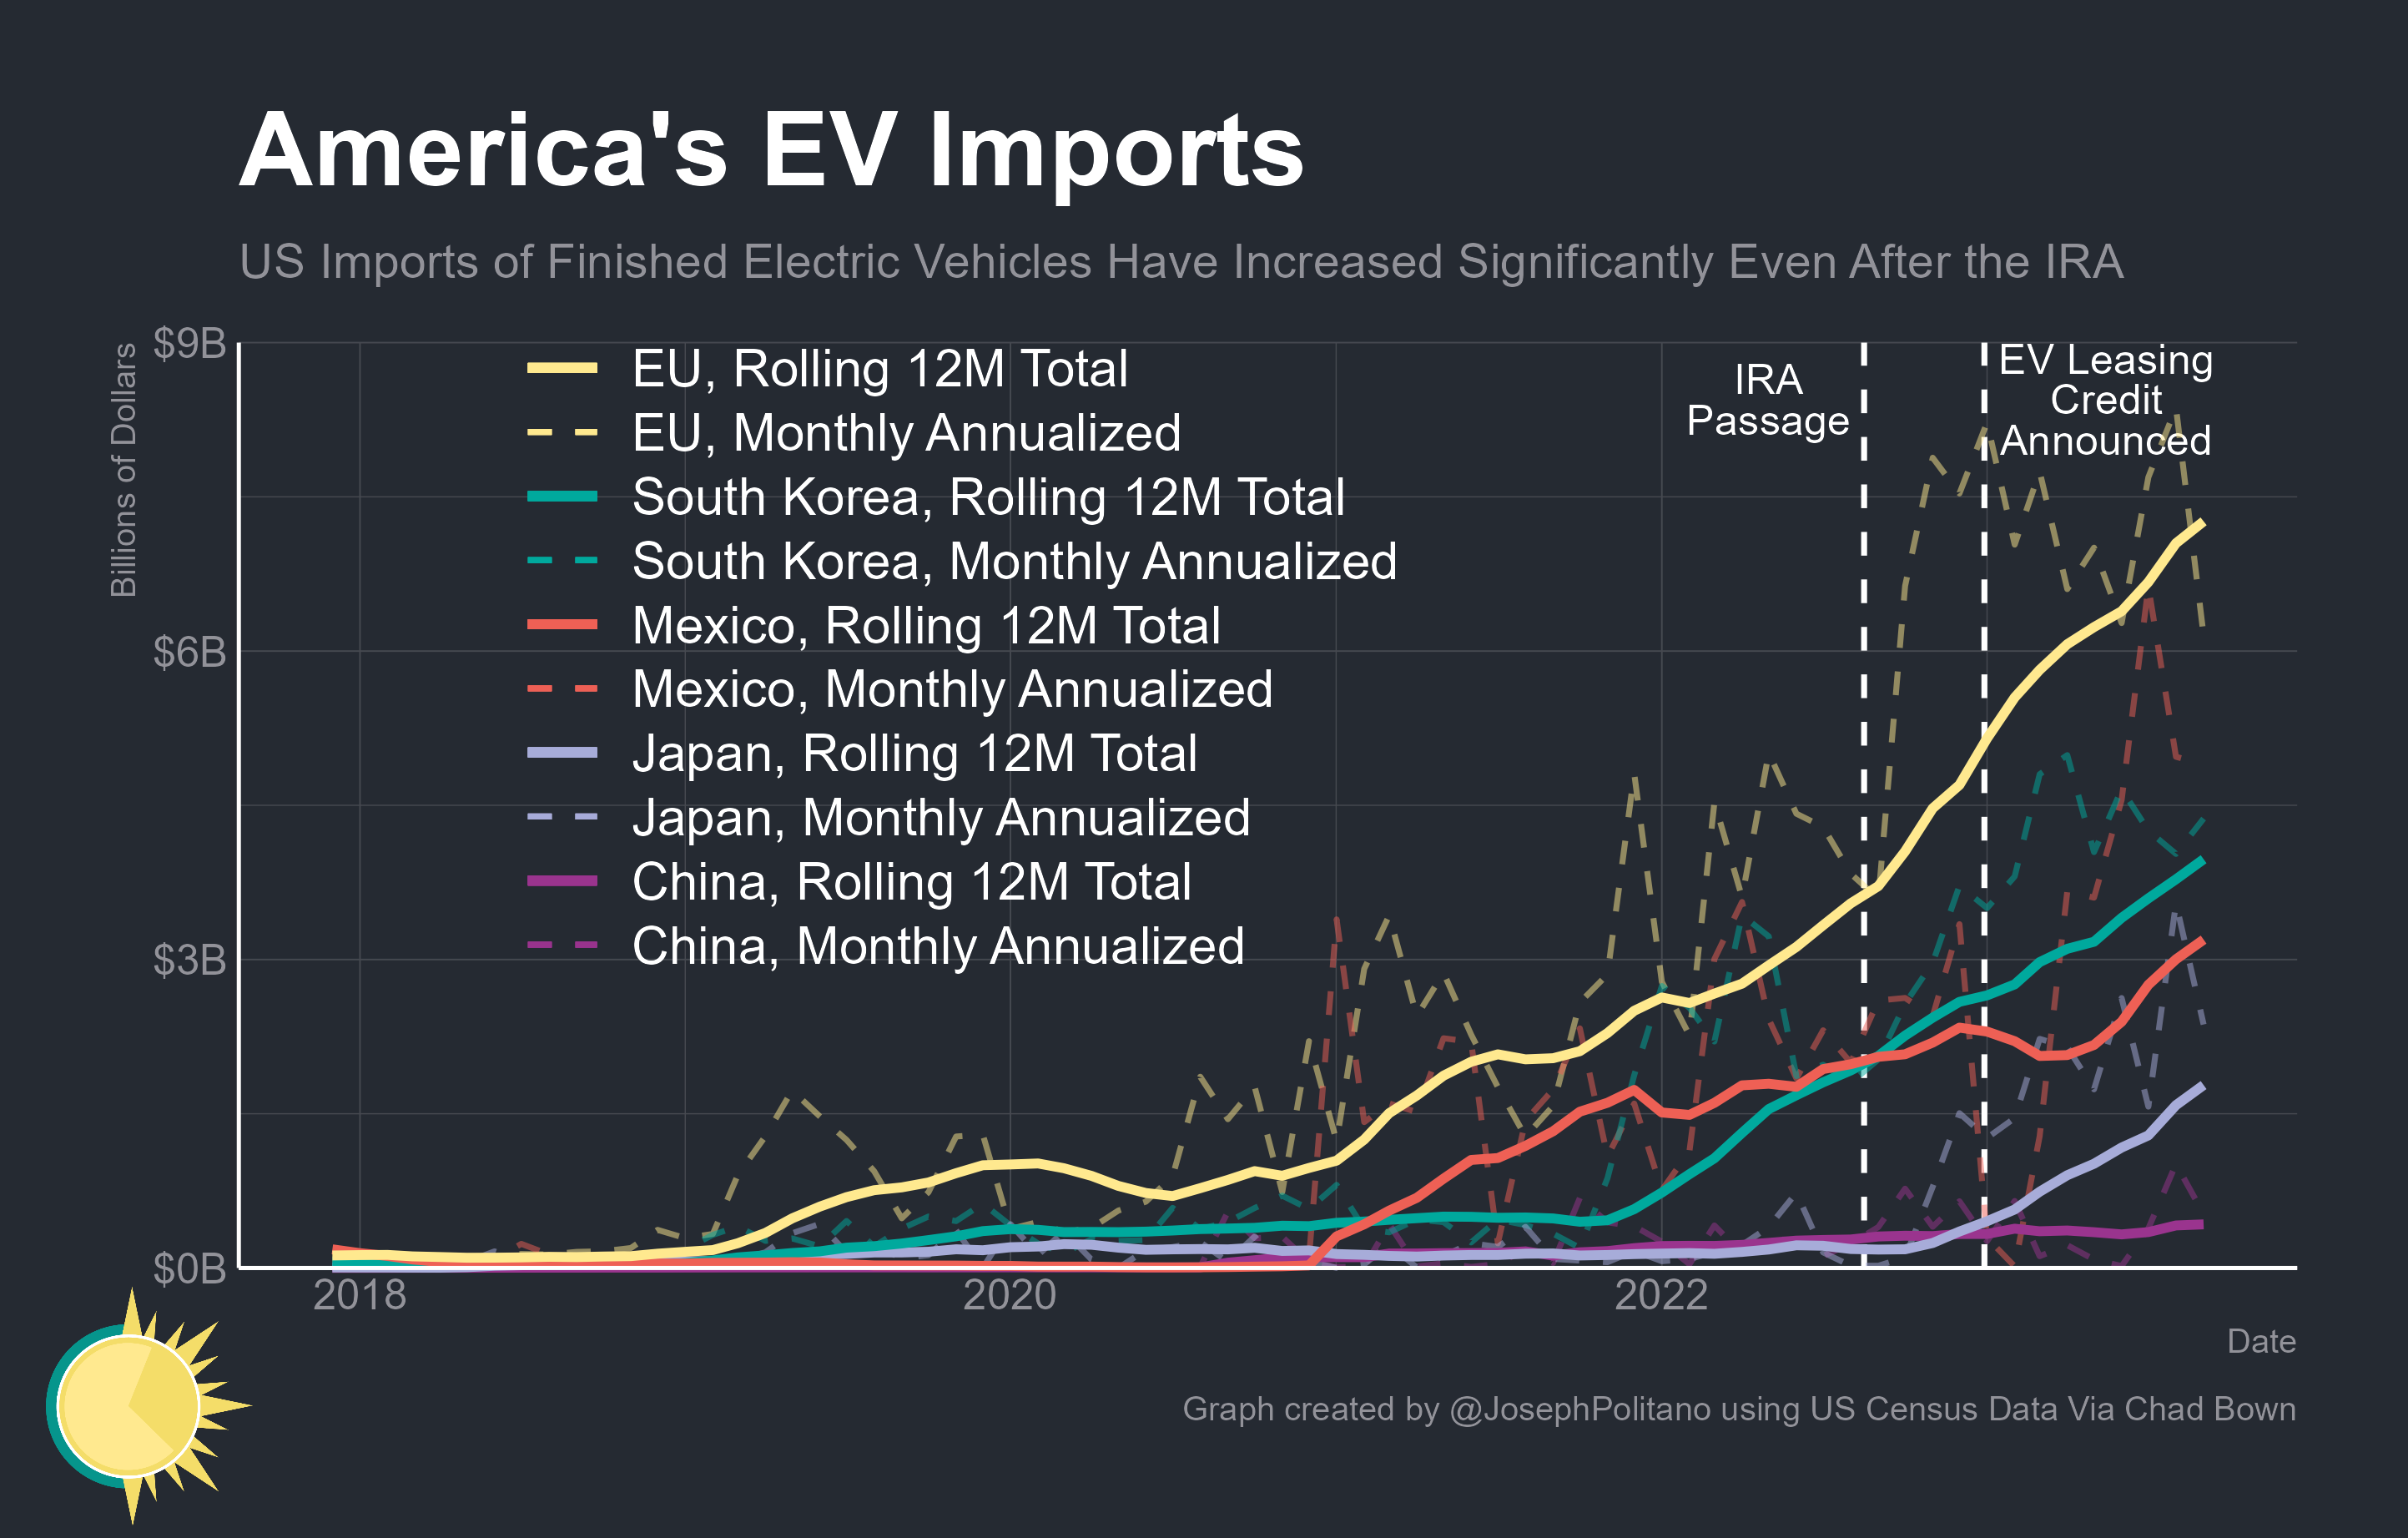 America's EV Imports
US Imports of Finished Electric Vehicles Have Increased Significantly Even After the IRA
Billions of Dollars
$9B
$6B
$3B
$0B
EU, Rolling 12M Total
EU, Monthly Annualized
South Korea, Rolling 12M Total
South Korea, Monthly Annualized
Mexico, Rolling 12M Total
Mexico, Monthly Annualized
Japan, Rolling 12M Total
Japan, Monthly Annualized
China, Rolling 12M Total
China, Monthly Annualized
IRA
Passage
EV Leasing
Credit
Announced
2018
2020
2022
Date
Graph created by @JosephPolitano using US Census Data Via Chad Bown